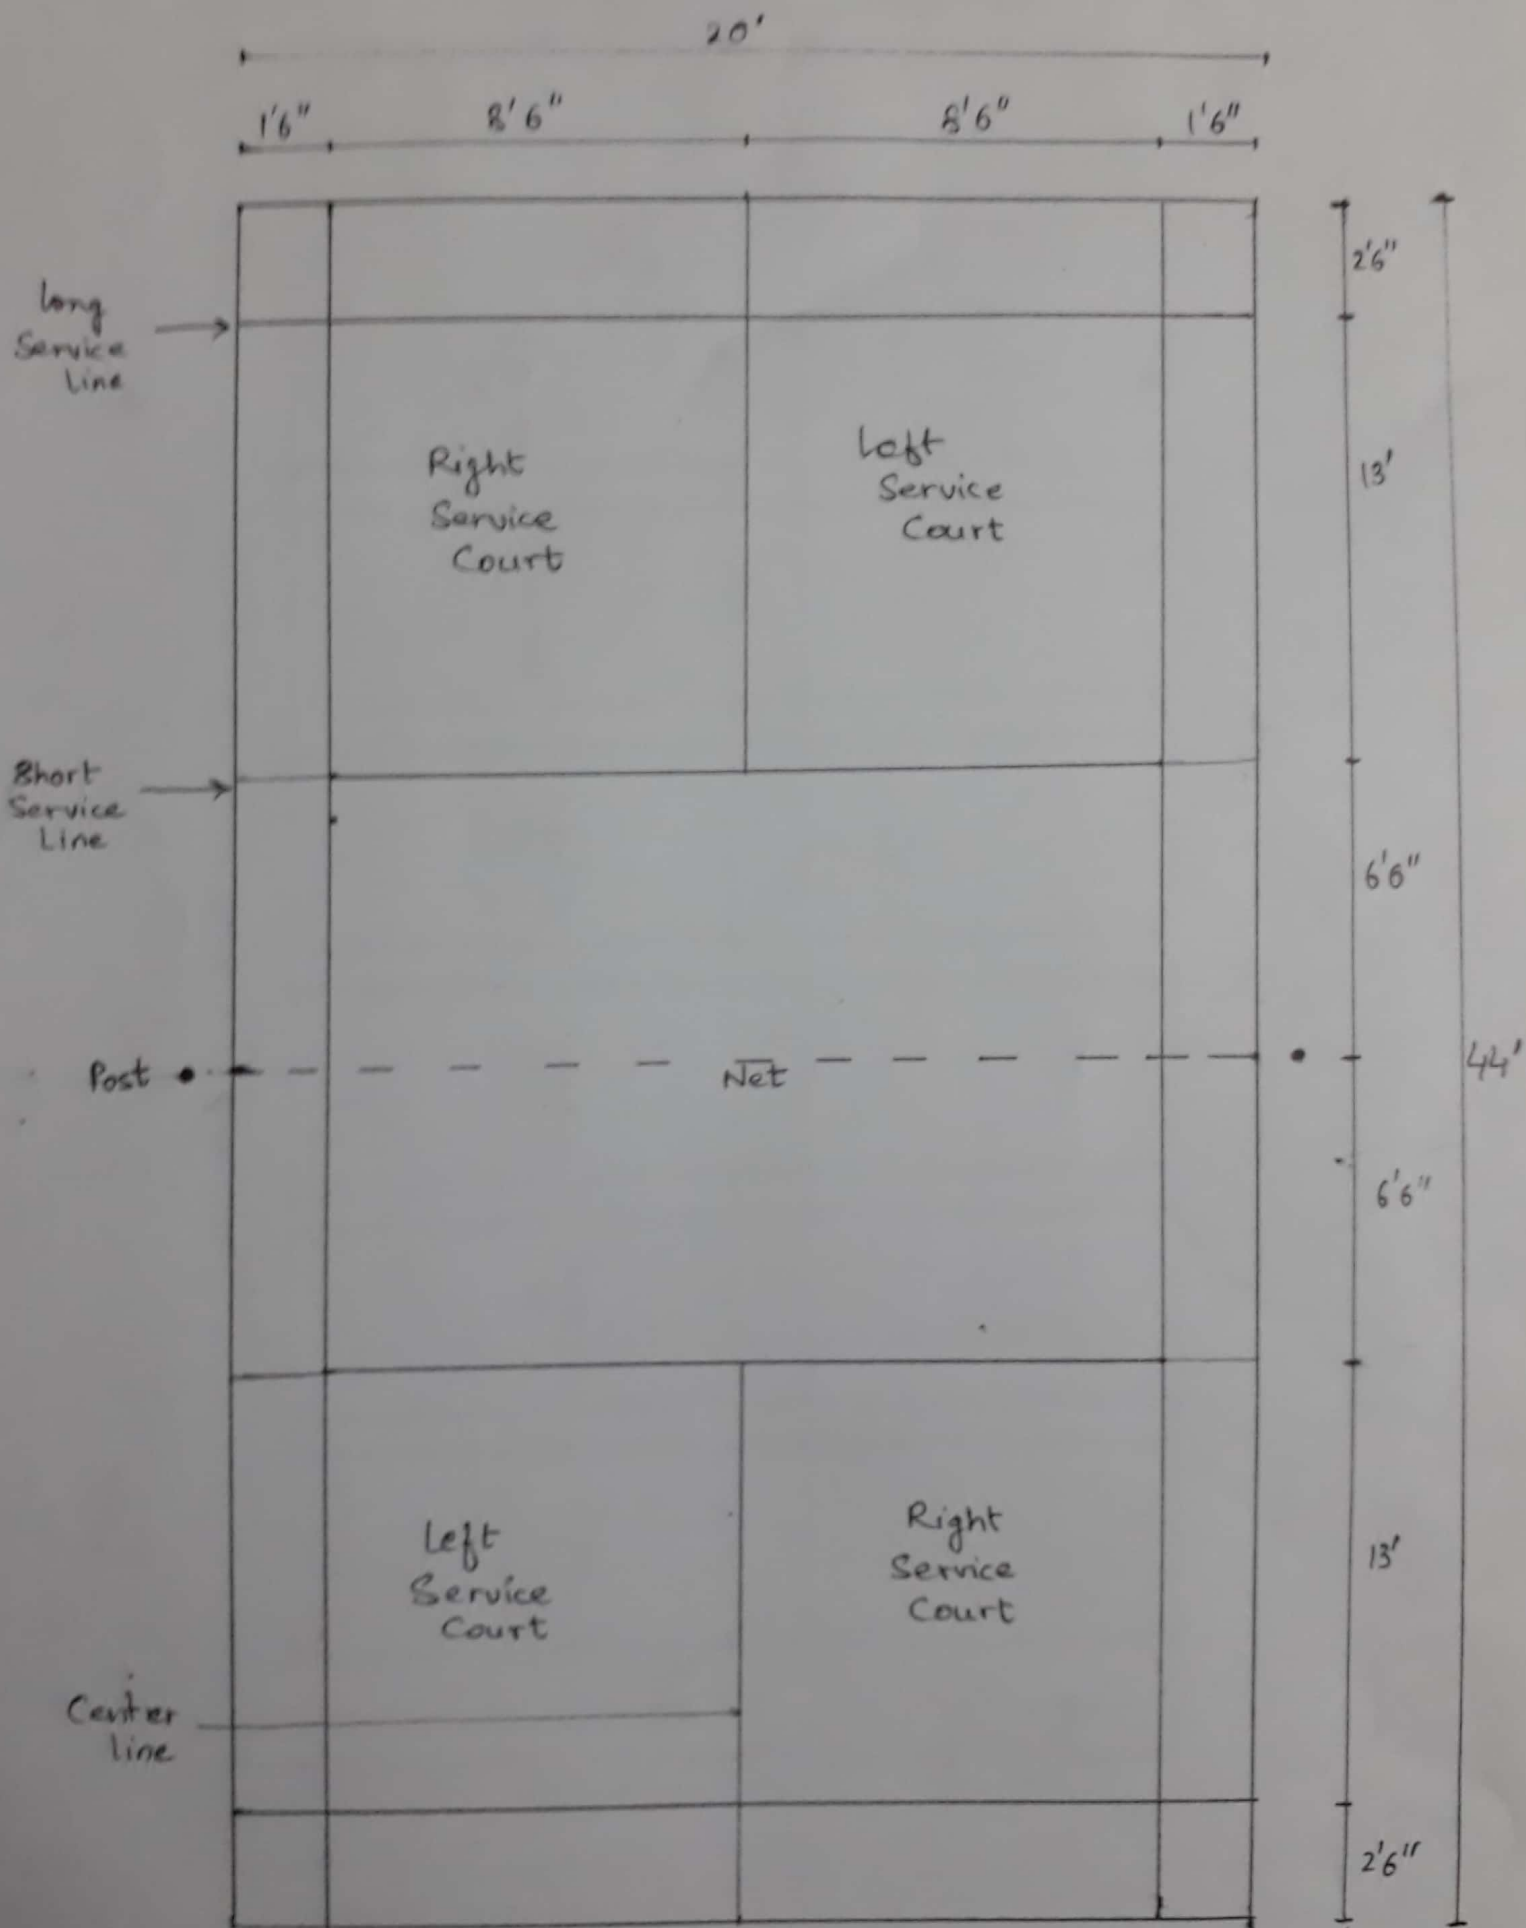 20'
1'6" 8'6" 8'6" 1'6"
2'6"
Long
Service
Line
Right
Service
Court
Left
Service
Court
13'
Short
Service
Line
6'6"
Post
Net
44'
6'6"
Left
Service
Court
Right
Service
Court
13'
Center
line
2'6"